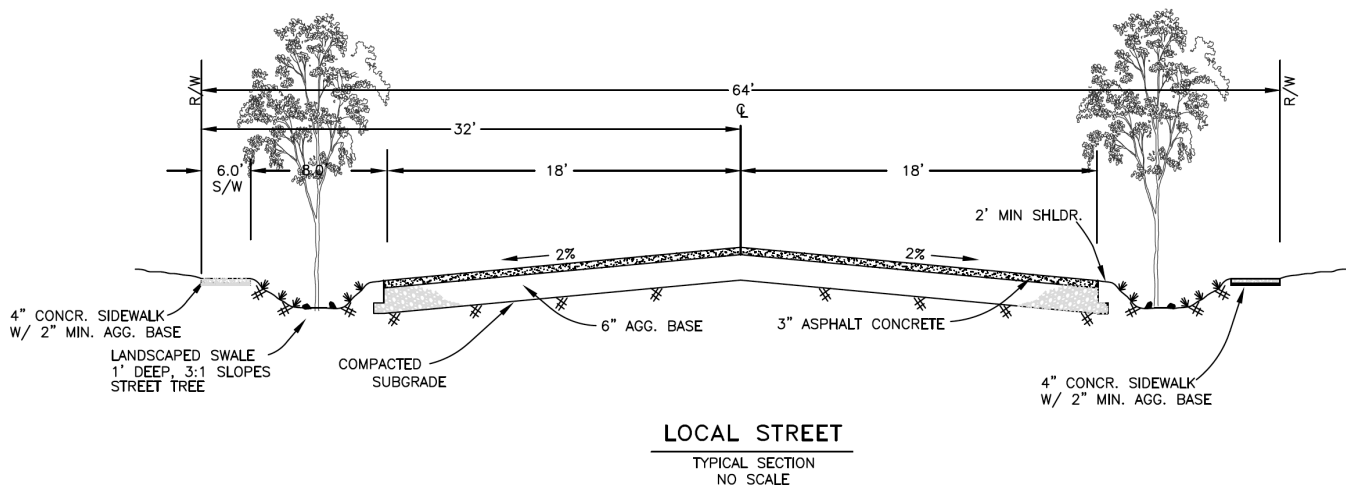 R/W
64'
R/W
℄
32'
6.0'
S/W
8.0'
18'
18'
2' MIN SHLDR.
2%
2%
4" CONCR. SIDEWALK
W/ 2" MIN. AGG. BASE
LANDSCAPED SWALE
1' DEEP, 3:1 SLOPES
STREET TREE
COMPACTED
SUBGRADE
6" AGG. BASE
3" ASPHALT CONCRETE
4" CONCR. SIDEWALK
W/ 2" MIN. AGG. BASE
LOCAL STREET
TYPICAL SECTION
NO SCALE